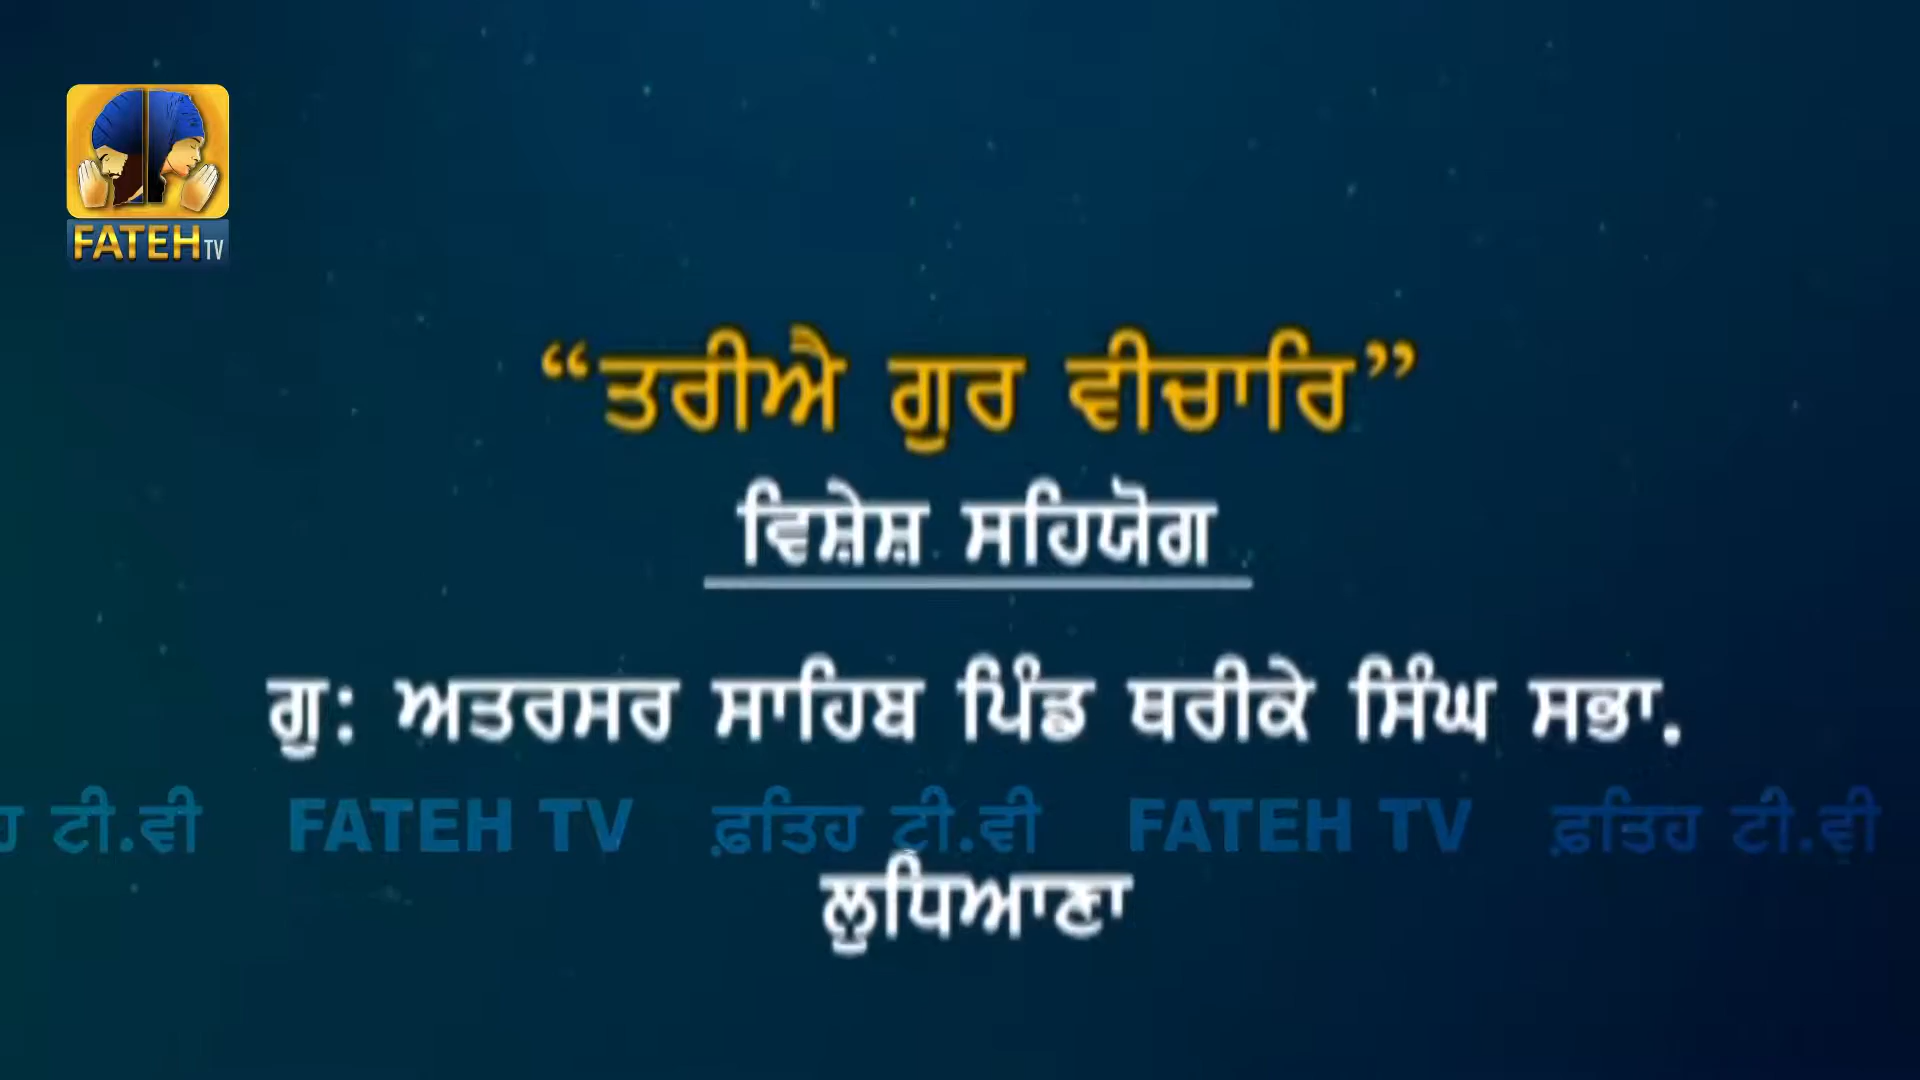 FATEH TV
“ਤਰੀਐ ਗੁਰ ਵੀਚਾਰਿ”
ਵਿਸ਼ੇਸ਼ ਸਹਿਯੋਗ
ਗੁ: ਅਤਰਸਰ ਸਾਹਿਬ ਪਿੰਡ ਥਰੀਕੇ ਸਿੰਘ ਸਭਾ.
ਹ ਟੀ.ਵੀ FATEH TV ਫ਼ਤਿਹ ਟੀ.ਵੀ FATEH TV ਫ਼ਤਿਹ ਟੀ.ਵੀ
ਲੁਧਿਆਣਾ